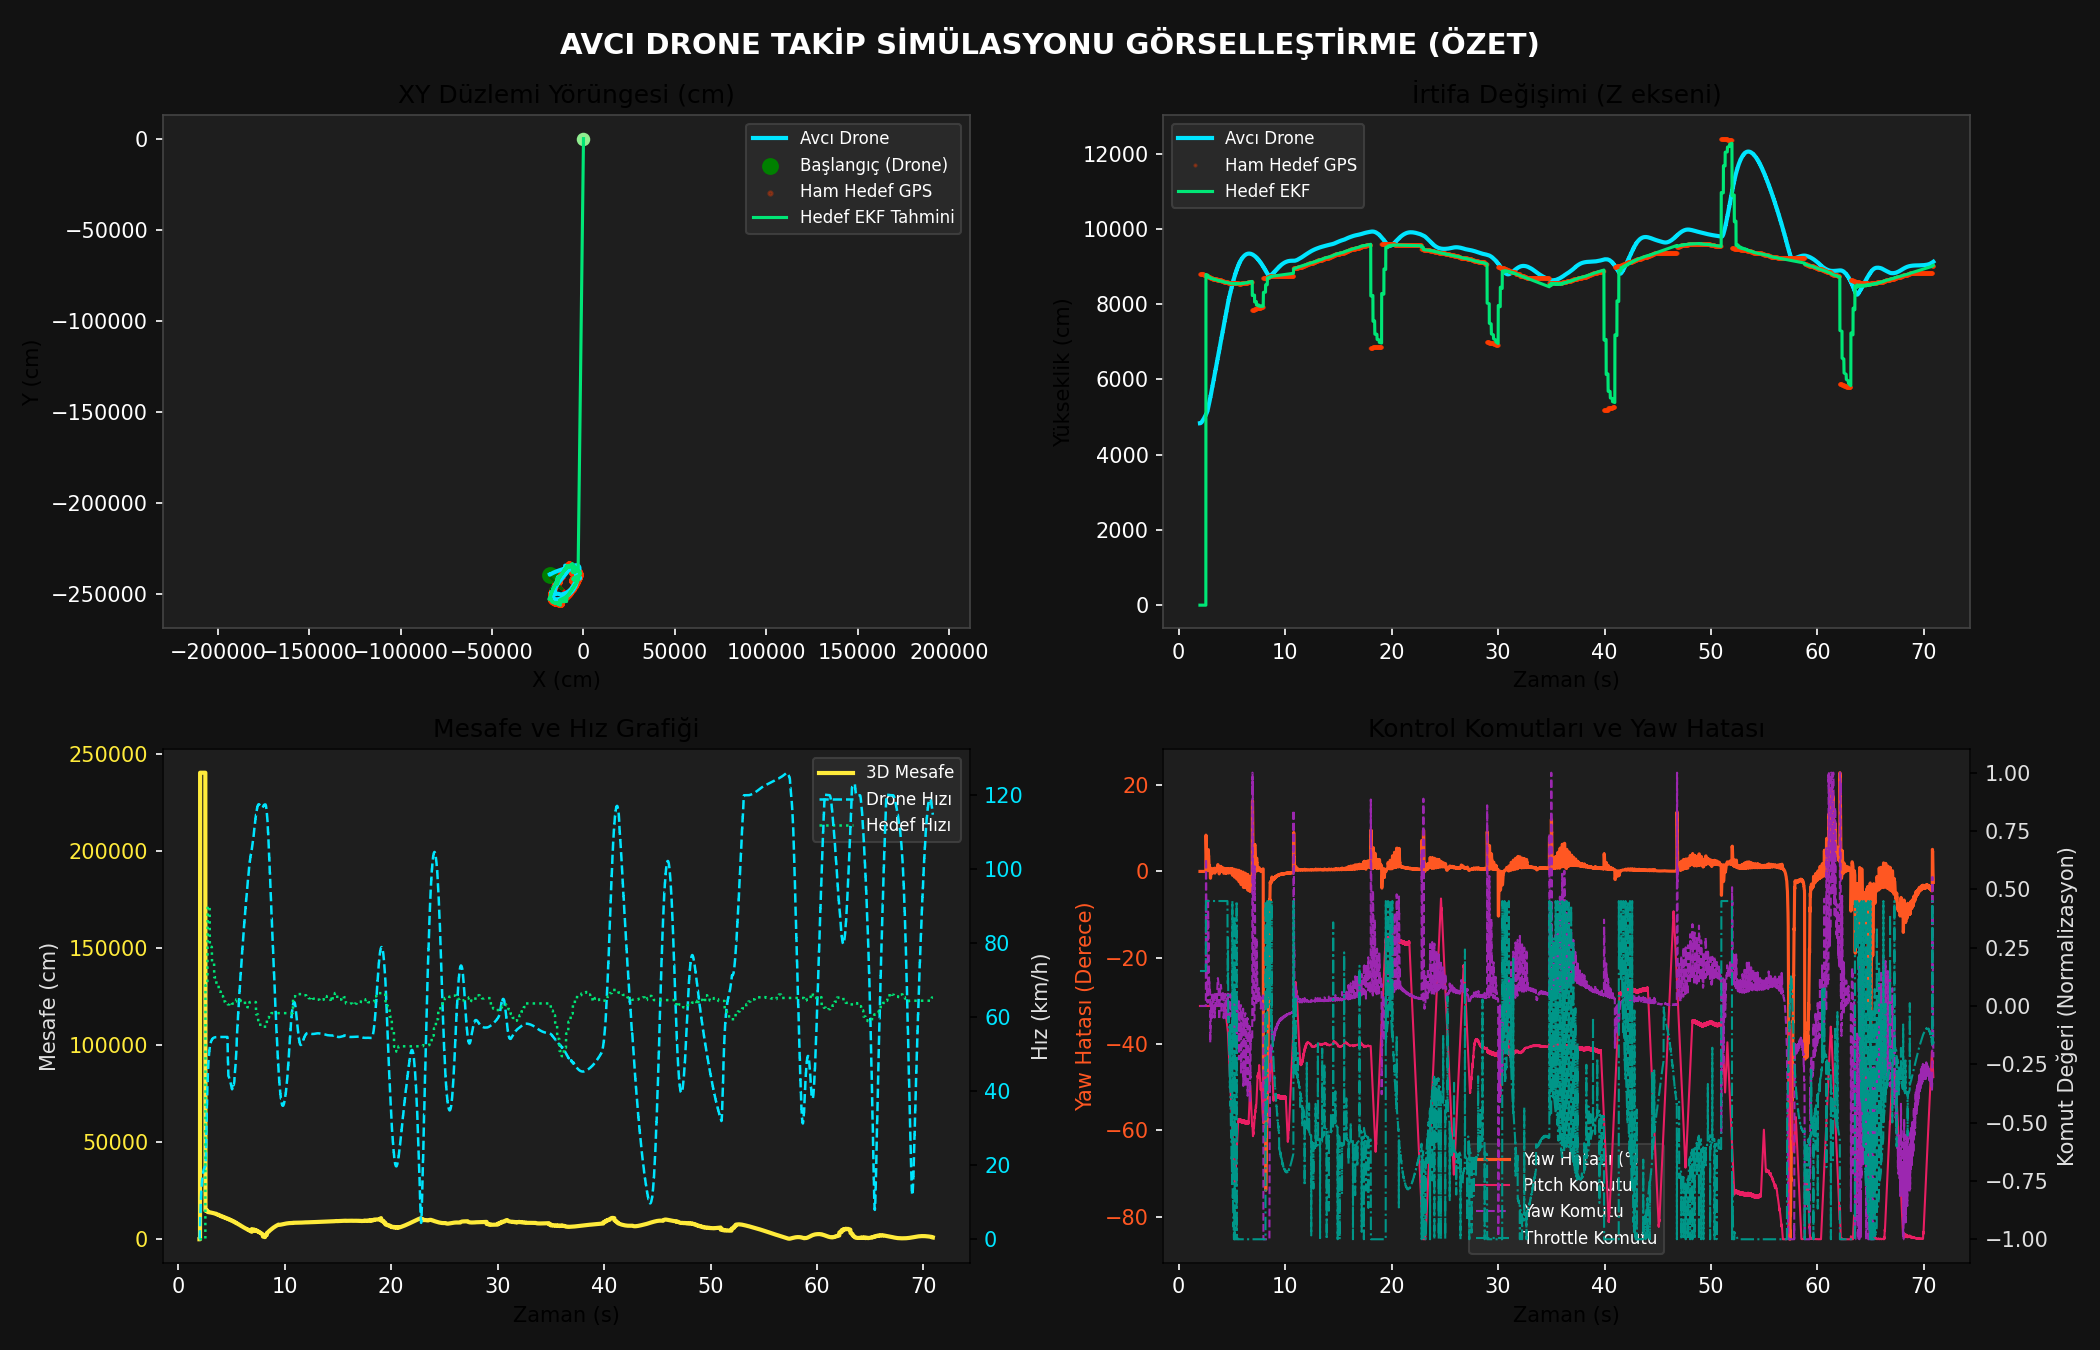 AVCI DRONE TAKİP SİMÜLASYONU GÖRSELLEŞTİRME (ÖZET)
XY Düzlemi Yörüngesi (cm)
Avcı Drone
Başlangıç (Drone)
Ham Hedef GPS
Hedef EKF Tahmini
Y (cm)
0
−50000
−100000
−150000
−200000
−250000
−200000
−150000
−100000
−50000
0
50000
100000
150000
200000
X (cm)
İrtifa Değişimi (Z ekseni)
Avcı Drone
Ham Hedef GPS
Hedef EKF
Yükseklik (cm)
12000
10000
8000
6000
4000
2000
0
0
10
20
30
40
50
60
70
Zaman (s)
Mesafe ve Hız Grafiği
3D Mesafe
Drone Hızı
Hedef Hızı
Mesafe (cm)
250000
200000
150000
100000
50000
0
Hız (km/h)
120
100
80
60
40
20
0
0
10
20
30
40
50
60
70
Zaman (s)
Kontrol Komutları ve Yaw Hatası
Yaw Hatası (Derece)
20
0
−20
−40
−60
−80
Yaw Hatası (°)
Pitch Komutu
Yaw Komutu
Throttle Komutu
Komut Değeri (Normalizasyon)
1.00
0.75
0.50
0.25
0.00
−0.25
−0.50
−0.75
−1.00
0
10
20
30
40
50
60
70
Zaman (s)